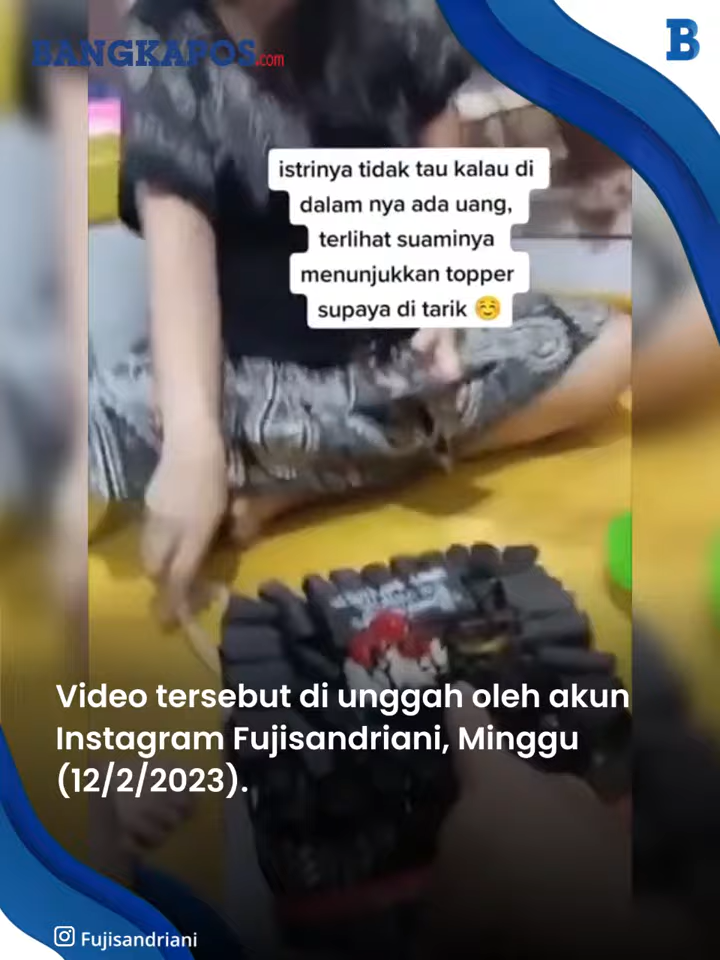 BANGKAPOS.com
B
istrinya tidak tau kalau di
dalam nya ada uang,
terlihat suaminya
menunjukkan topper
supaya di tarik ☺️
Video tersebut di unggah oleh akun
Instagram Fujisandriani, Minggu
(12/2/2023).
Fujisandriani